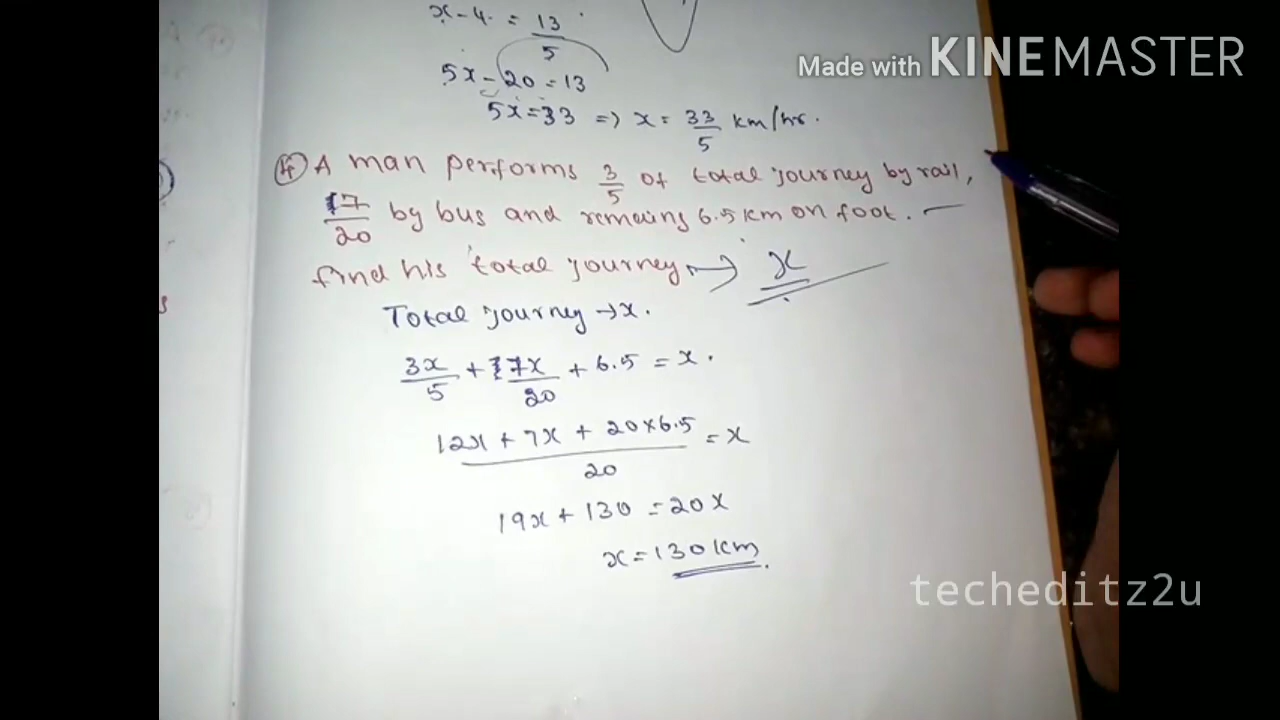 x - 4 = 13/5
Made with KINEMASTER
5x - 20 = 13
5x = 33 => x = 33/5 km/hr.
④ A man performs 3/5 of total journey by rail,
7/20 by bus and remaing 6.5 km on foot. —
find his total journey → x
Total journey → x.
3x/5 + 7x/20 + 6.5 = x.
12x + 7x + 20×6.5 / 20 = x
19x + 130 = 20x
x = 130 km.
techeditz2u